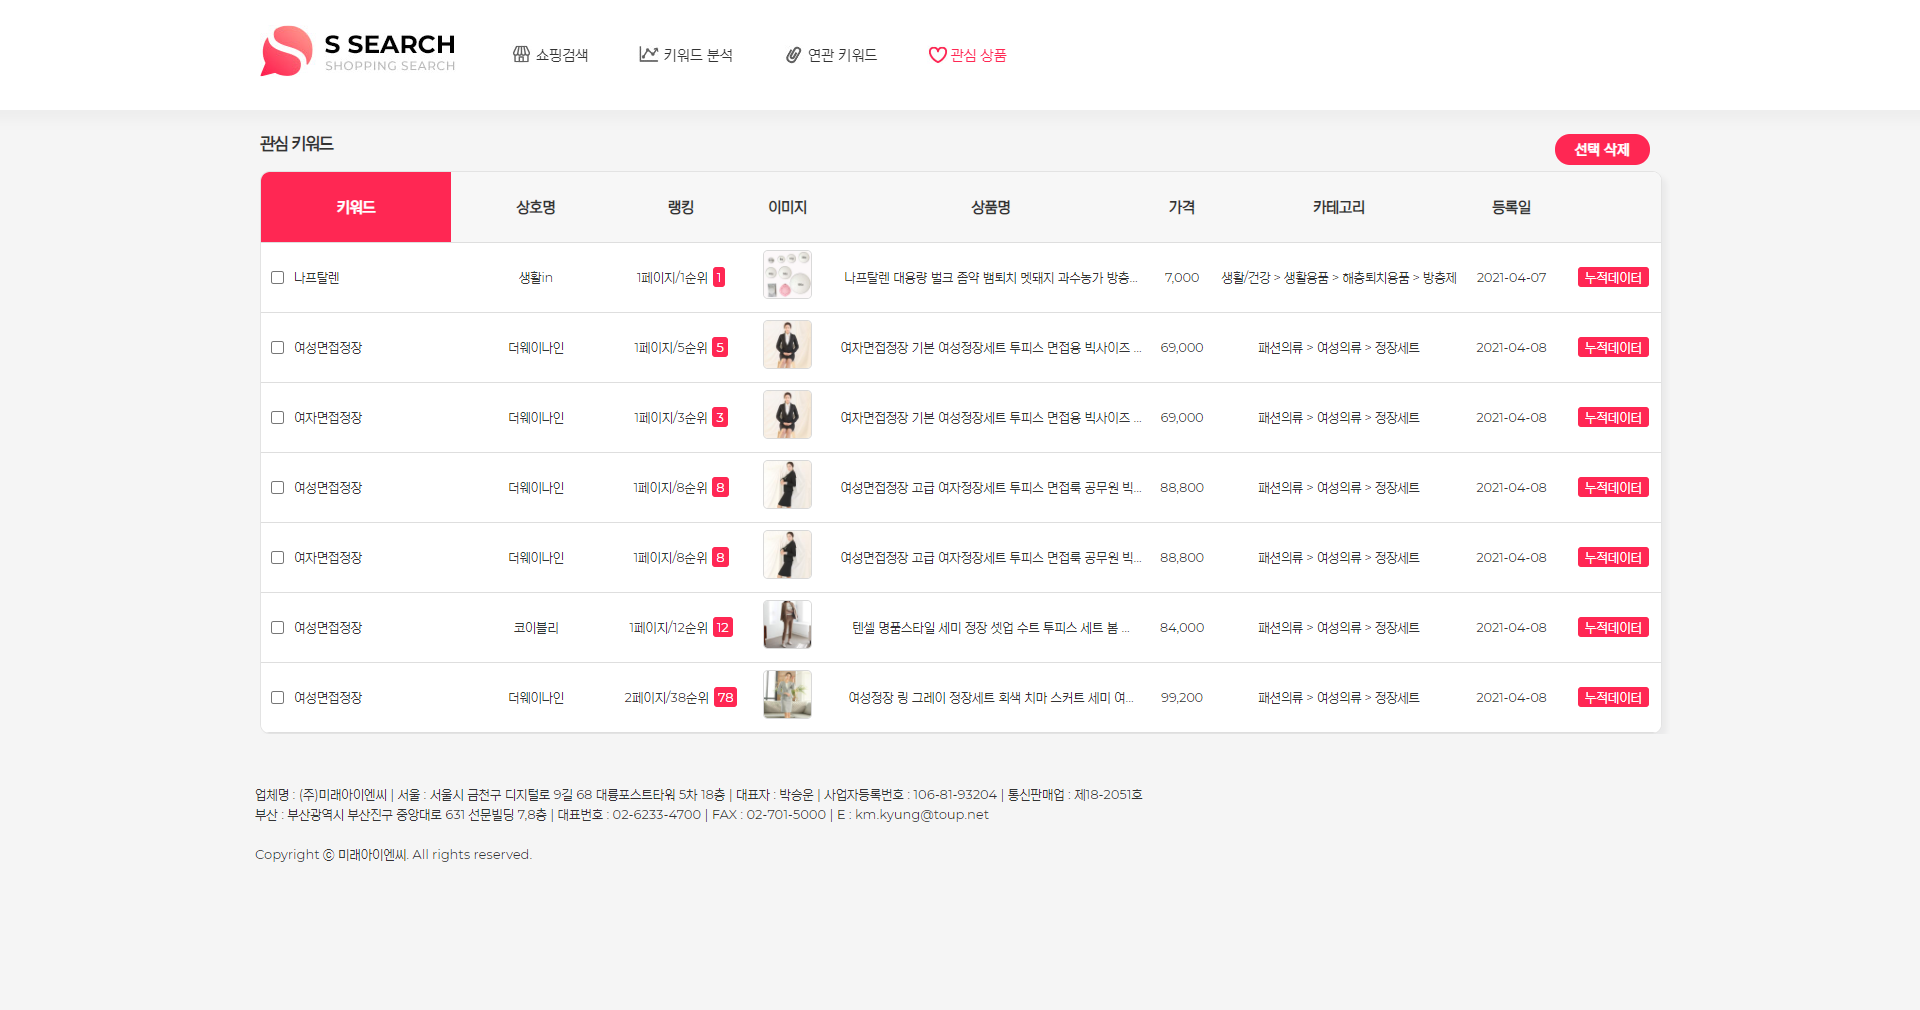 S SEARCH
SHOPPING SEARCH
쇼핑검색 키워드 분석 연관 키워드 관심 상품
관심 키워드
선택 삭제
키워드 상호명 랭킹 이미지 상품명 가격 카테고리 등록일
나프탈렌 생활in 1페이지/1순위 1 나프탈렌 대용량 벌크 좀약 뱀퇴치 멧돼지 과수농가 방충... 7,000 생활/건강 > 생활용품 > 해충퇴치용품 > 방충제 2021-04-07 누적데이터
여성면접정장 더웨이나인 1페이지/5순위 5 여자면접정장 기본 여성정장세트 투피스 면접용 빅사이즈 ... 69,000 패션의류 > 여성의류 > 정장세트 2021-04-08 누적데이터
여자면접정장 더웨이나인 1페이지/3순위 3 여자면접정장 기본 여성정장세트 투피스 면접용 빅사이즈 ... 69,000 패션의류 > 여성의류 > 정장세트 2021-04-08 누적데이터
여성면접정장 더웨이나인 1페이지/8순위 8 여성면접정장 고급 여자정장세트 투피스 면접룩 공무원 빅... 88,800 패션의류 > 여성의류 > 정장세트 2021-04-08 누적데이터
여자면접정장 더웨이나인 1페이지/8순위 8 여성면접정장 고급 여자정장세트 투피스 면접룩 공무원 빅... 88,800 패션의류 > 여성의류 > 정장세트 2021-04-08 누적데이터
여성면접정장 코이블리 1페이지/12순위 12 텐셀 명품스타일 세미 정장 셋업 수트 투피스 세트 봄 ... 84,000 패션의류 > 여성의류 > 정장세트 2021-04-08 누적데이터
여성면접정장 더웨이나인 2페이지/38순위 78 여성정장 링 그레이 정장세트 회색 치마 스커트 세미 여... 99,200 패션의류 > 여성의류 > 정장세트 2021-04-08 누적데이터
업체명 : (주)미래아이엔씨 | 서울 : 서울시 금천구 디지털로 9길 68 대륭포스트타워 5차 18층 | 대표자 : 박승운 | 사업자등록번호 : 106-81-93204 | 통신판매업 : 제18-2051호
부산 : 부산광역시 부산진구 중앙대로 631 선문빌딩 7,8층 | 대표번호 : 02-6233-4700 | FAX : 02-701-5000 | E : km.kyung@toup.net
Copyright ⓒ 미래아이엔씨. All rights reserved.